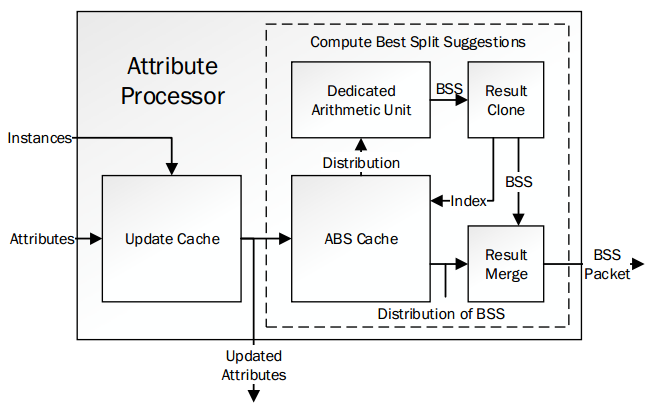 Compute Best Split Suggestions
Attribute
Processor
Dedicated
Arithmetic Unit
BSS
Result
Clone
Instances
Distribution
BSS
Index
Attributes
Update Cache
ABS Cache
Result
Merge
BSS
Packet
Distribution of BSS
Updated
Attributes